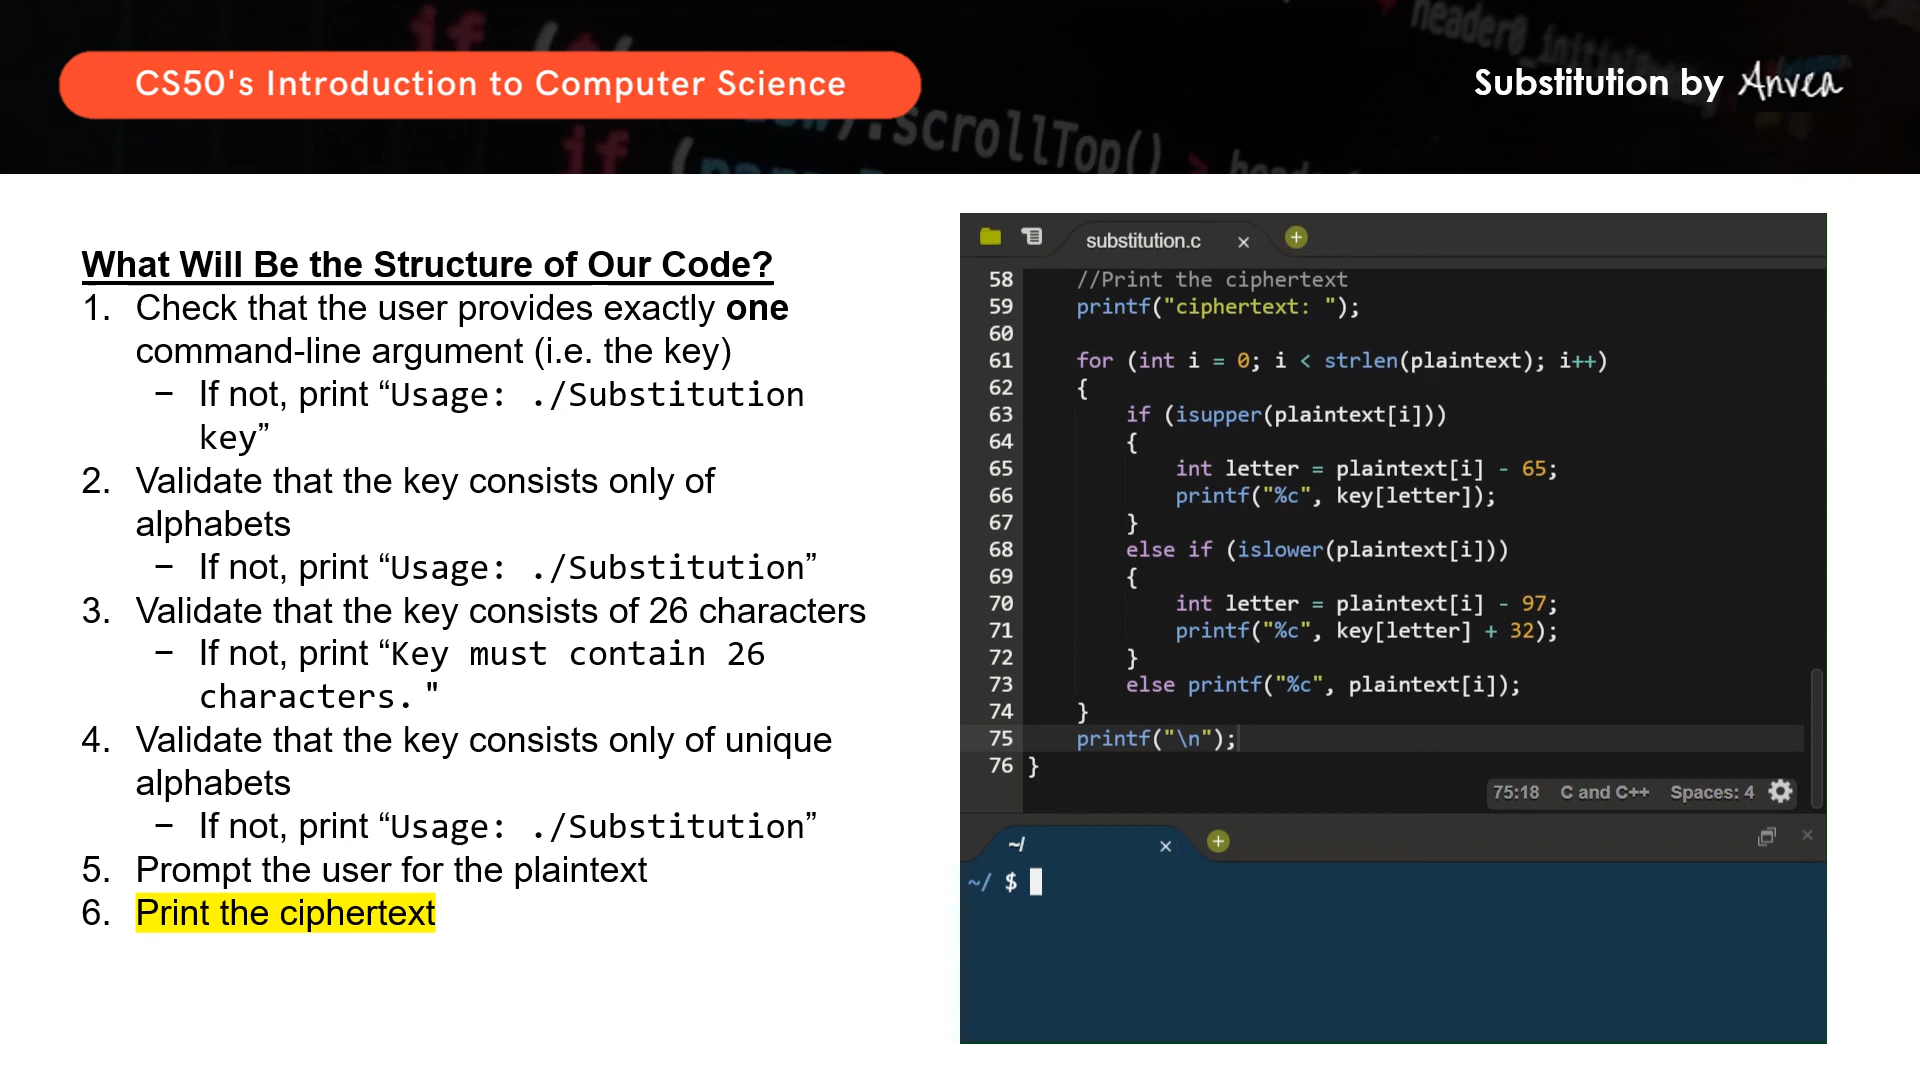 if (
header0_initi
CS50's Introduction to Computer Science
Substitution by Anvea
.scrollTop() >
if (
What Will Be the Structure of Our Code?
1. Check that the user provides exactly one
command-line argument (i.e. the key)
− If not, print “Usage: ./Substitution
key”
2. Validate that the key consists only of
alphabets
− If not, print “Usage: ./Substitution”
3. Validate that the key consists of 26 characters
− If not, print “Key must contain 26
characters."
4. Validate that the key consists only of unique
alphabets
− If not, print “Usage: ./Substitution”
5. Prompt the user for the plaintext
6. Print the ciphertext
substitution.c
58 //Print the ciphertext
59 printf("ciphertext: ");
60
61 for (int i = 0; i < strlen(plaintext); i++)
62 {
63 if (isupper(plaintext[i]))
64 {
65 int letter = plaintext[i] - 65;
66 printf("%c", key[letter]);
67 }
68 else if (islower(plaintext[i]))
69 {
70 int letter = plaintext[i] - 97;
71 printf("%c", key[letter] + 32);
72 }
73 else printf("%c", plaintext[i]);
74 }
75 printf("\n");
76 }
75:18 C and C++ Spaces: 4
~/
~/ $